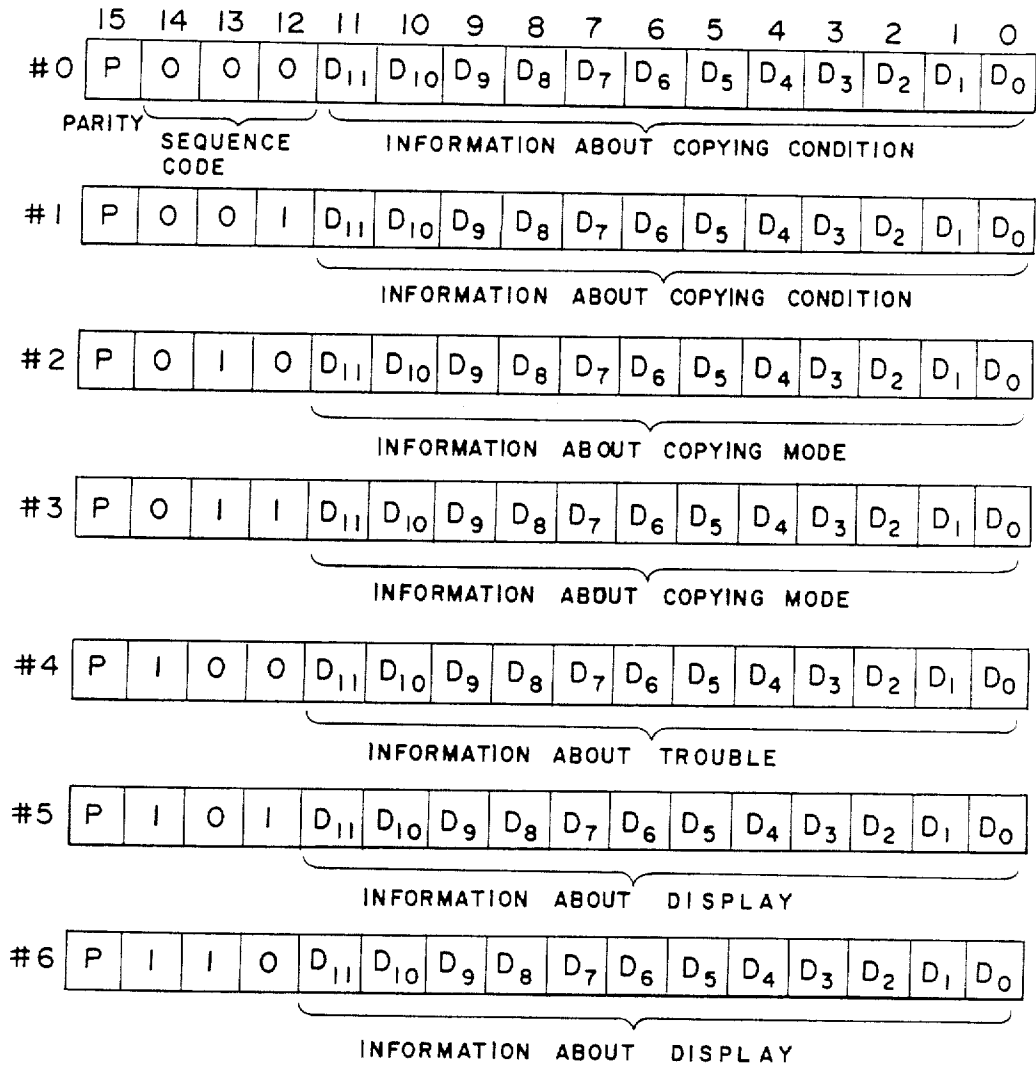 15 14 13 12 11 10 9 8 7 6 5 4 3 2 1 0
#0 P 0 0 0 D11 D10 D9 D8 D7 D6 D5 D4 D3 D2 D1 D0
PARITY SEQUENCE CODE INFORMATION ABOUT COPYING CONDITION
#1 P 0 0 1 D11 D10 D9 D8 D7 D6 D5 D4 D3 D2 D1 D0
INFORMATION ABOUT COPYING CONDITION
#2 P 0 1 0 D11 D10 D9 D8 D7 D6 D5 D4 D3 D2 D1 D0
INFORMATION ABOUT COPYING MODE
#3 P 0 1 1 D11 D10 D9 D8 D7 D6 D5 D4 D3 D2 D1 D0
INFORMATION ABOUT COPYING MODE
#4 P 1 0 0 D11 D10 D9 D8 D7 D6 D5 D4 D3 D2 D1 D0
INFORMATION ABOUT TROUBLE
#5 P 1 0 1 D11 D10 D9 D8 D7 D6 D5 D4 D3 D2 D1 D0
INFORMATION ABOUT DISPLAY
#6 P 1 1 0 D11 D10 D9 D8 D7 D6 D5 D4 D3 D2 D1 D0
INFORMATION ABOUT DISPLAY